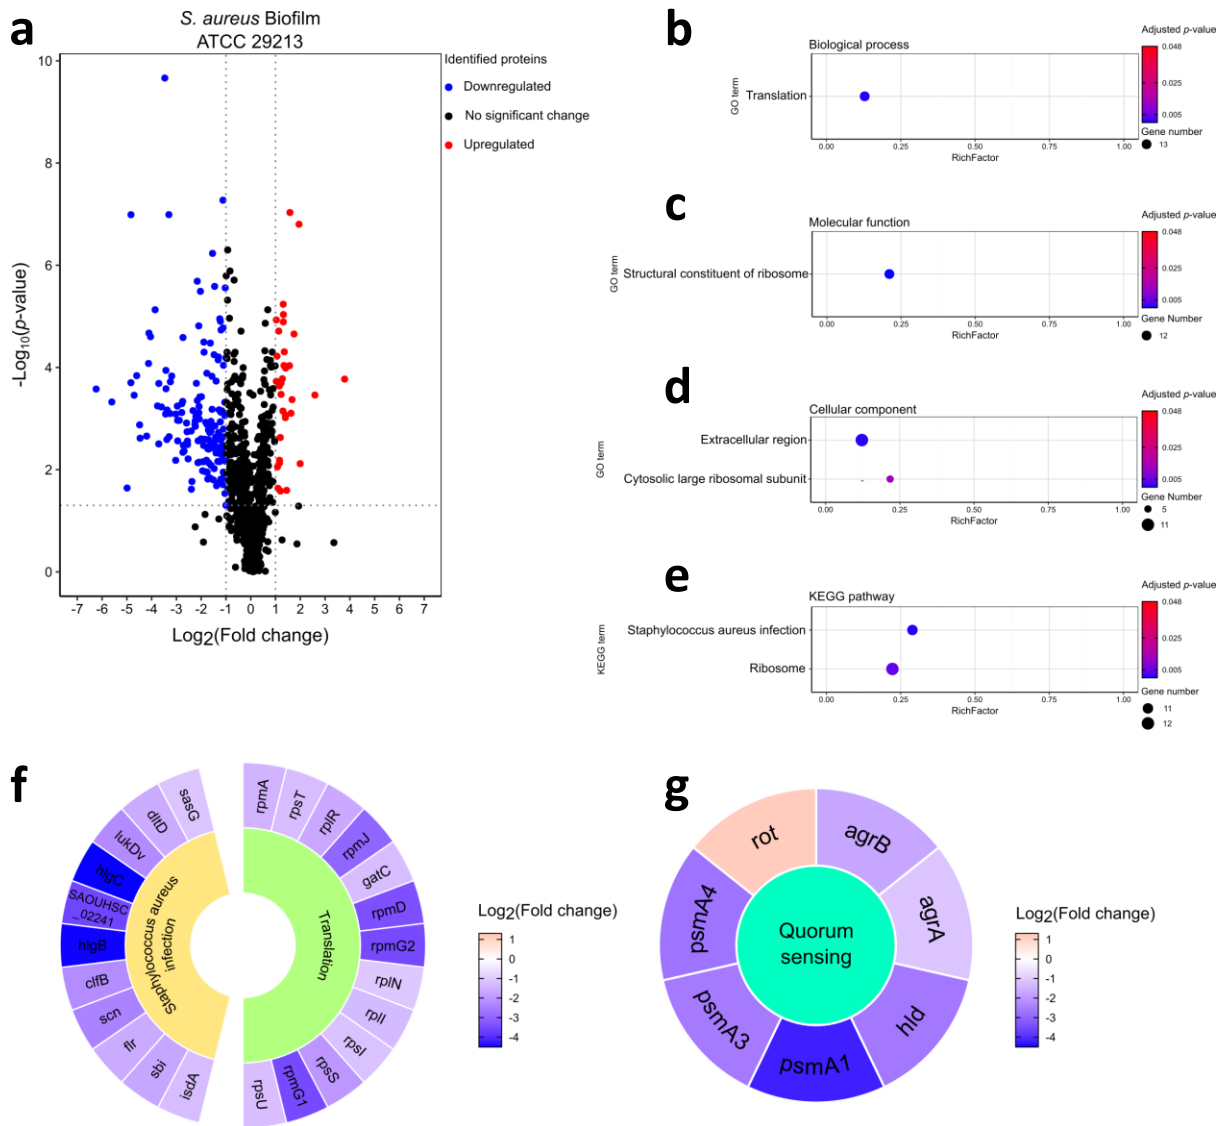 a
S. aureus Biofilm
ATCC 29213
Identified proteins
Downregulated
No significant change
Upregulated
-Log10(p-value)
10
8
6
4
2
0
-7 -6 -5 -4 -3 -2 -1 0 1 2 3 4 5 6 7
Log2(Fold change)
b
Biological process
GO term
Translation
0.00 0.25 0.50 0.75 1.00
RichFactor
Adjusted p-value
0.048
0.025
0.005
Gene number
13
c
Molecular function
GO term
Structural constituent of ribosome
0.00 0.25 0.50 0.75 1.00
RichFactor
Adjusted p-value
0.048
0.025
0.005
Gene Number
12
d
Cellular component
GO term
Extracellular region
Cytosolic large ribosomal subunit
0.00 0.25 0.50 0.75 1.00
RichFactor
Adjusted p-value
0.048
0.025
0.005
Gene Number
5
11
e
KEGG pathway
KEGG term
Staphylococcus aureus infection
Ribosome
0.00 0.25 0.50 0.75 1.00
RichFactor
Adjusted p-value
0.048
0.025
0.005
Gene number
11
12
f
sasG
dltD
lukDv
hlgC
SAOUHSC
_02241
hlgB
clfB
scn
flr
sbi
isdA
Staphylococcus aureus
infection
rpmA
rpsT
rplR
rpmJ
gatC
rpmD
rpmG2
rplN
rplI
rpsI
rpsS
rpmG1
rpsU
Translation
Log2(Fold change)
1
0
-1
-2
-3
-4
g
rot
agrB
agrA
hld
psmA1
psmA3
psmA4
Quorum
sensing
Log2(Fold change)
1
0
-1
-2
-3
-4